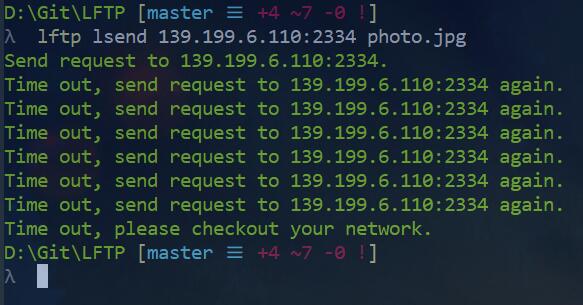 D:\Git\LFTP [master ≡ +4 ~7 -0 !]
λ  lftp lsend 139.199.6.110:2334 photo.jpg
Send request to 139.199.6.110:2334.
Time out, send request to 139.199.6.110:2334 again.
Time out, send request to 139.199.6.110:2334 again.
Time out, send request to 139.199.6.110:2334 again.
Time out, send request to 139.199.6.110:2334 again.
Time out, send request to 139.199.6.110:2334 again.
Time out, send request to 139.199.6.110:2334 again.
Time out, please checkout your network.
D:\Git\LFTP [master ≡ +4 ~7 -0 !]
λ